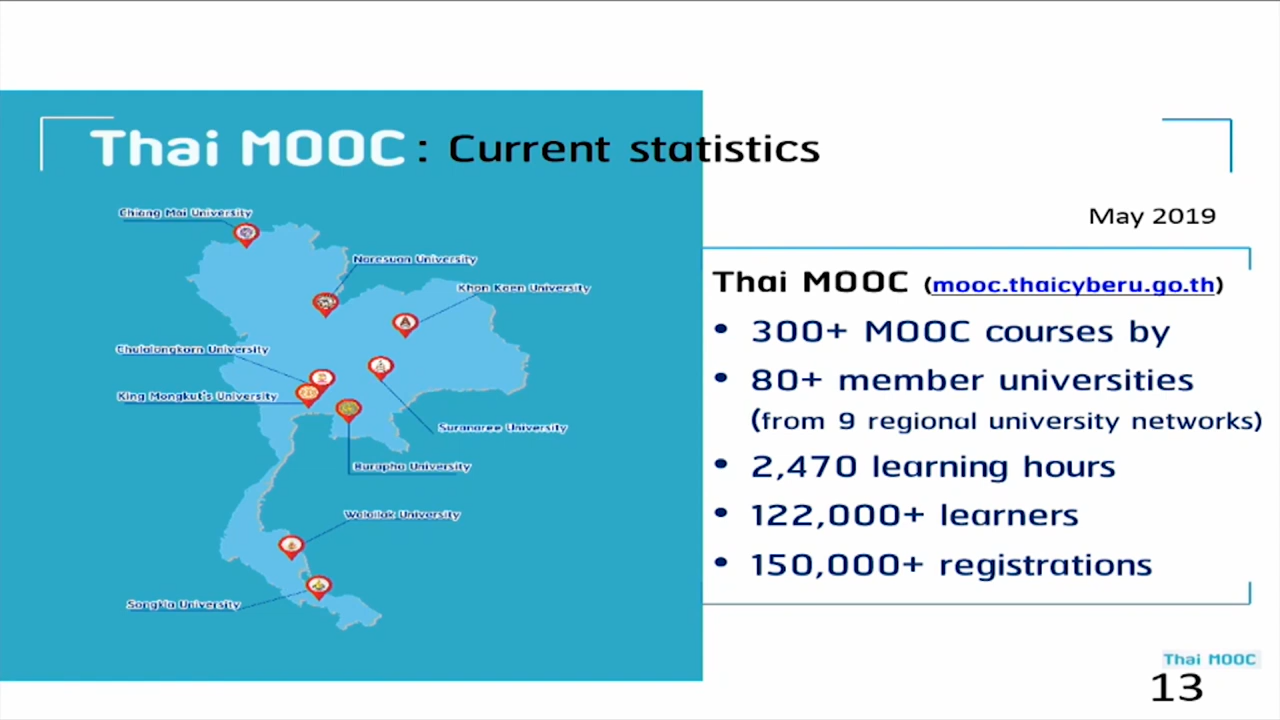 Thai MOOC : Current statistics
May 2019
Chiang Mai University
Naresuan University
Khon Kaen University
Chulalongkorn University
King Mongkut's University
Suranaree University
Burapha University
Walailak University
Songkla University
Thai MOOC (mooc.thaicyberu.go.th)
• 300+ MOOC courses by
• 80+ member universities
(from 9 regional university networks)
• 2,470 learning hours
• 122,000+ learners
• 150,000+ registrations
Thai MOOC
13